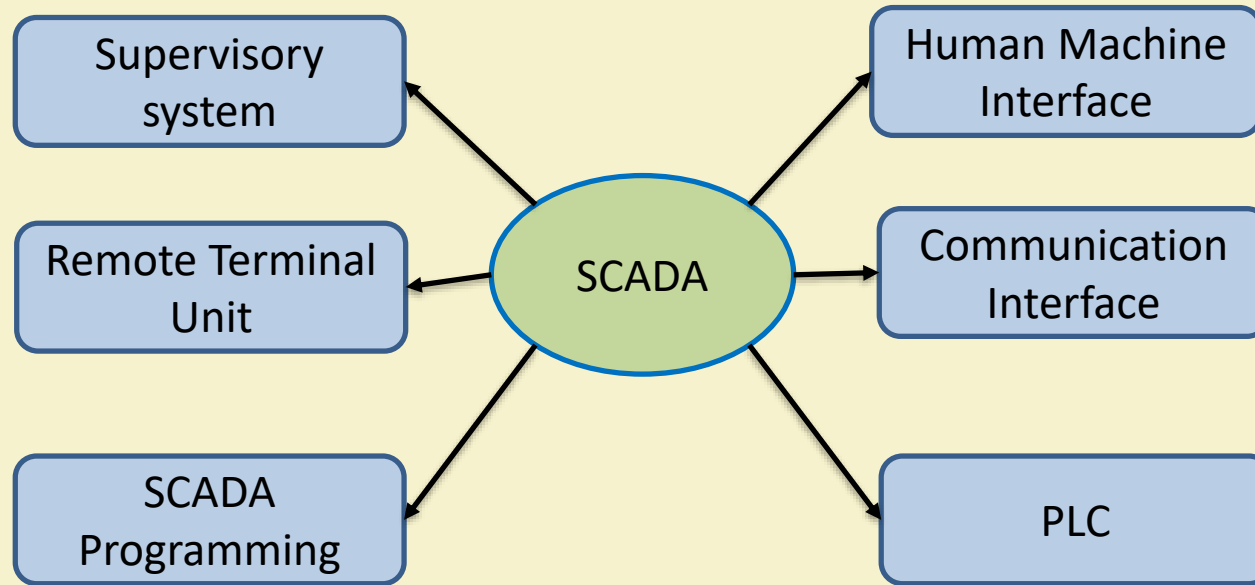 Supervisory
system
Human Machine
Interface
Remote Terminal
Unit
SCADA
Communication
Interface
SCADA
Programming
PLC